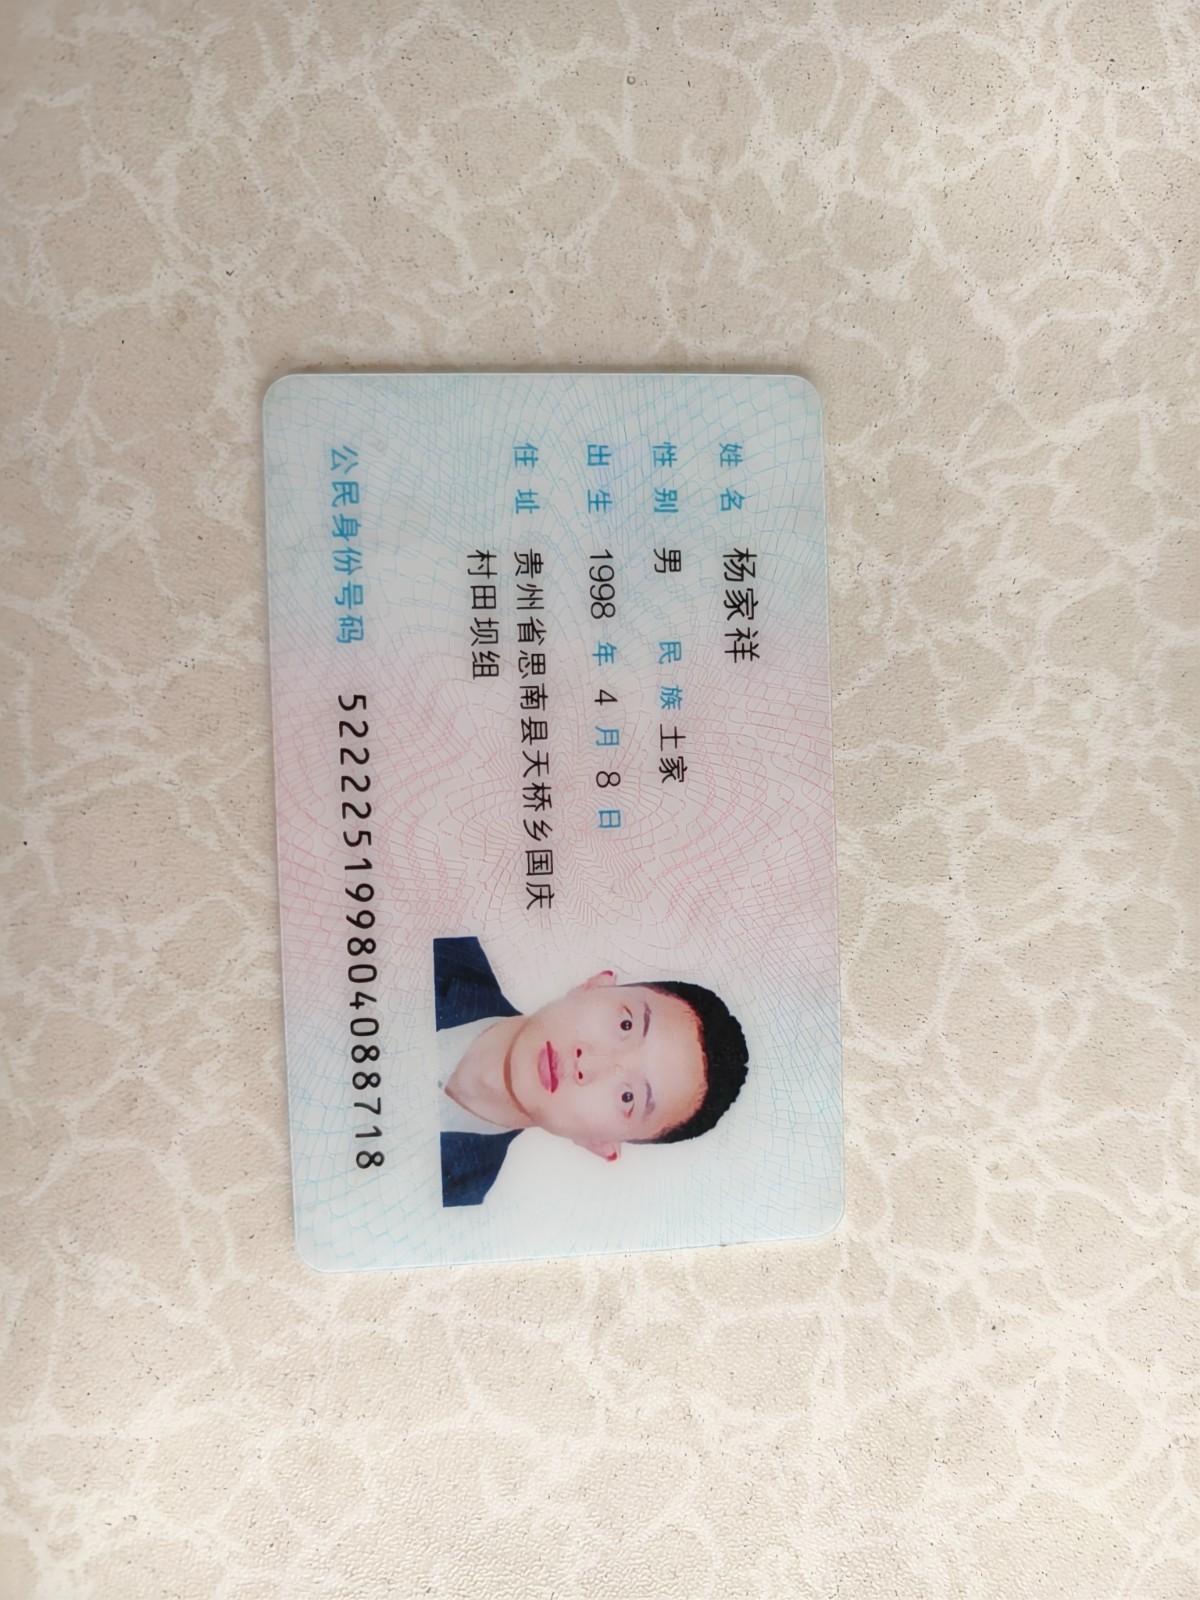 姓名 杨家祥
性别 男 民族 土家
出生 1998 年 4 月 8 日
住址 贵州省思南县天桥乡国庆
村田坝组
公民身份号码 522225199804088718